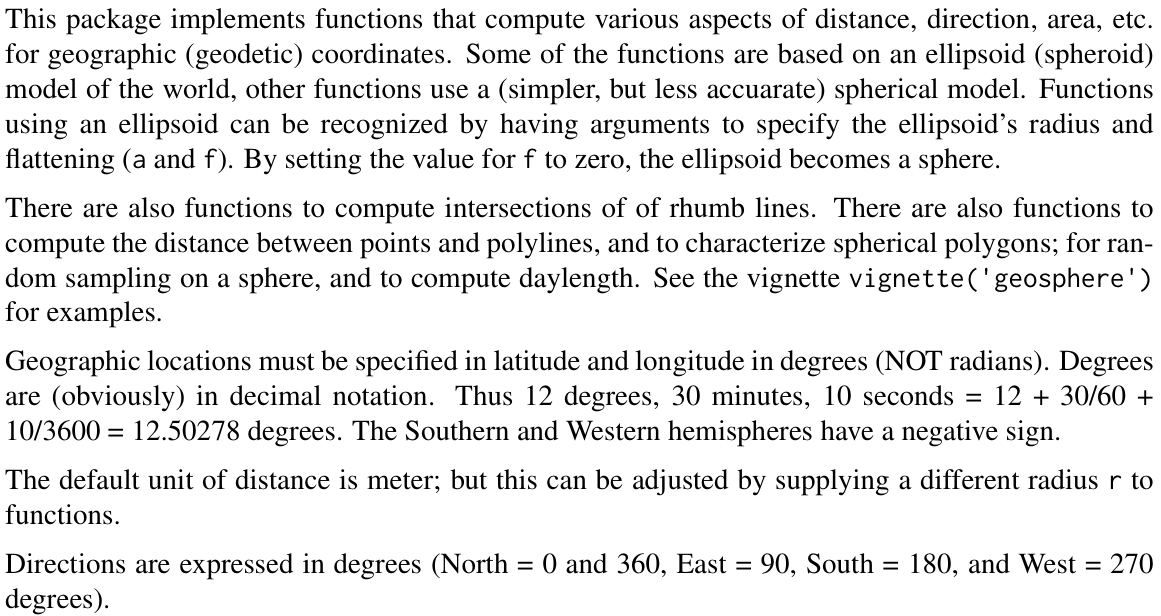 This package implements functions that compute various aspects of distance, direction, area, etc.
for geographic (geodetic) coordinates. Some of the functions are based on an ellipsoid (spheroid)
model of the world, other functions use a (simpler, but less accuarate) spherical model. Functions
using an ellipsoid can be recognized by having arguments to specify the ellipsoid's radius and
flattening (a and f). By setting the value for f to zero, the ellipsoid becomes a sphere.
There are also functions to compute intersections of of rhumb lines. There are also functions to
compute the distance between points and polylines, and to characterize spherical polygons; for ran-
dom sampling on a sphere, and to compute daylength. See the vignette vignette('geosphere')
for examples.
Geographic locations must be specified in latitude and longitude in degrees (NOT radians). Degrees
are (obviously) in decimal notation. Thus 12 degrees, 30 minutes, 10 seconds = 12 + 30/60 +
10/3600 = 12.50278 degrees. The Southern and Western hemispheres have a negative sign.
The default unit of distance is meter; but this can be adjusted by supplying a different radius r to
functions.
Directions are expressed in degrees (North = 0 and 360, East = 90, South = 180, and West = 270
degrees).